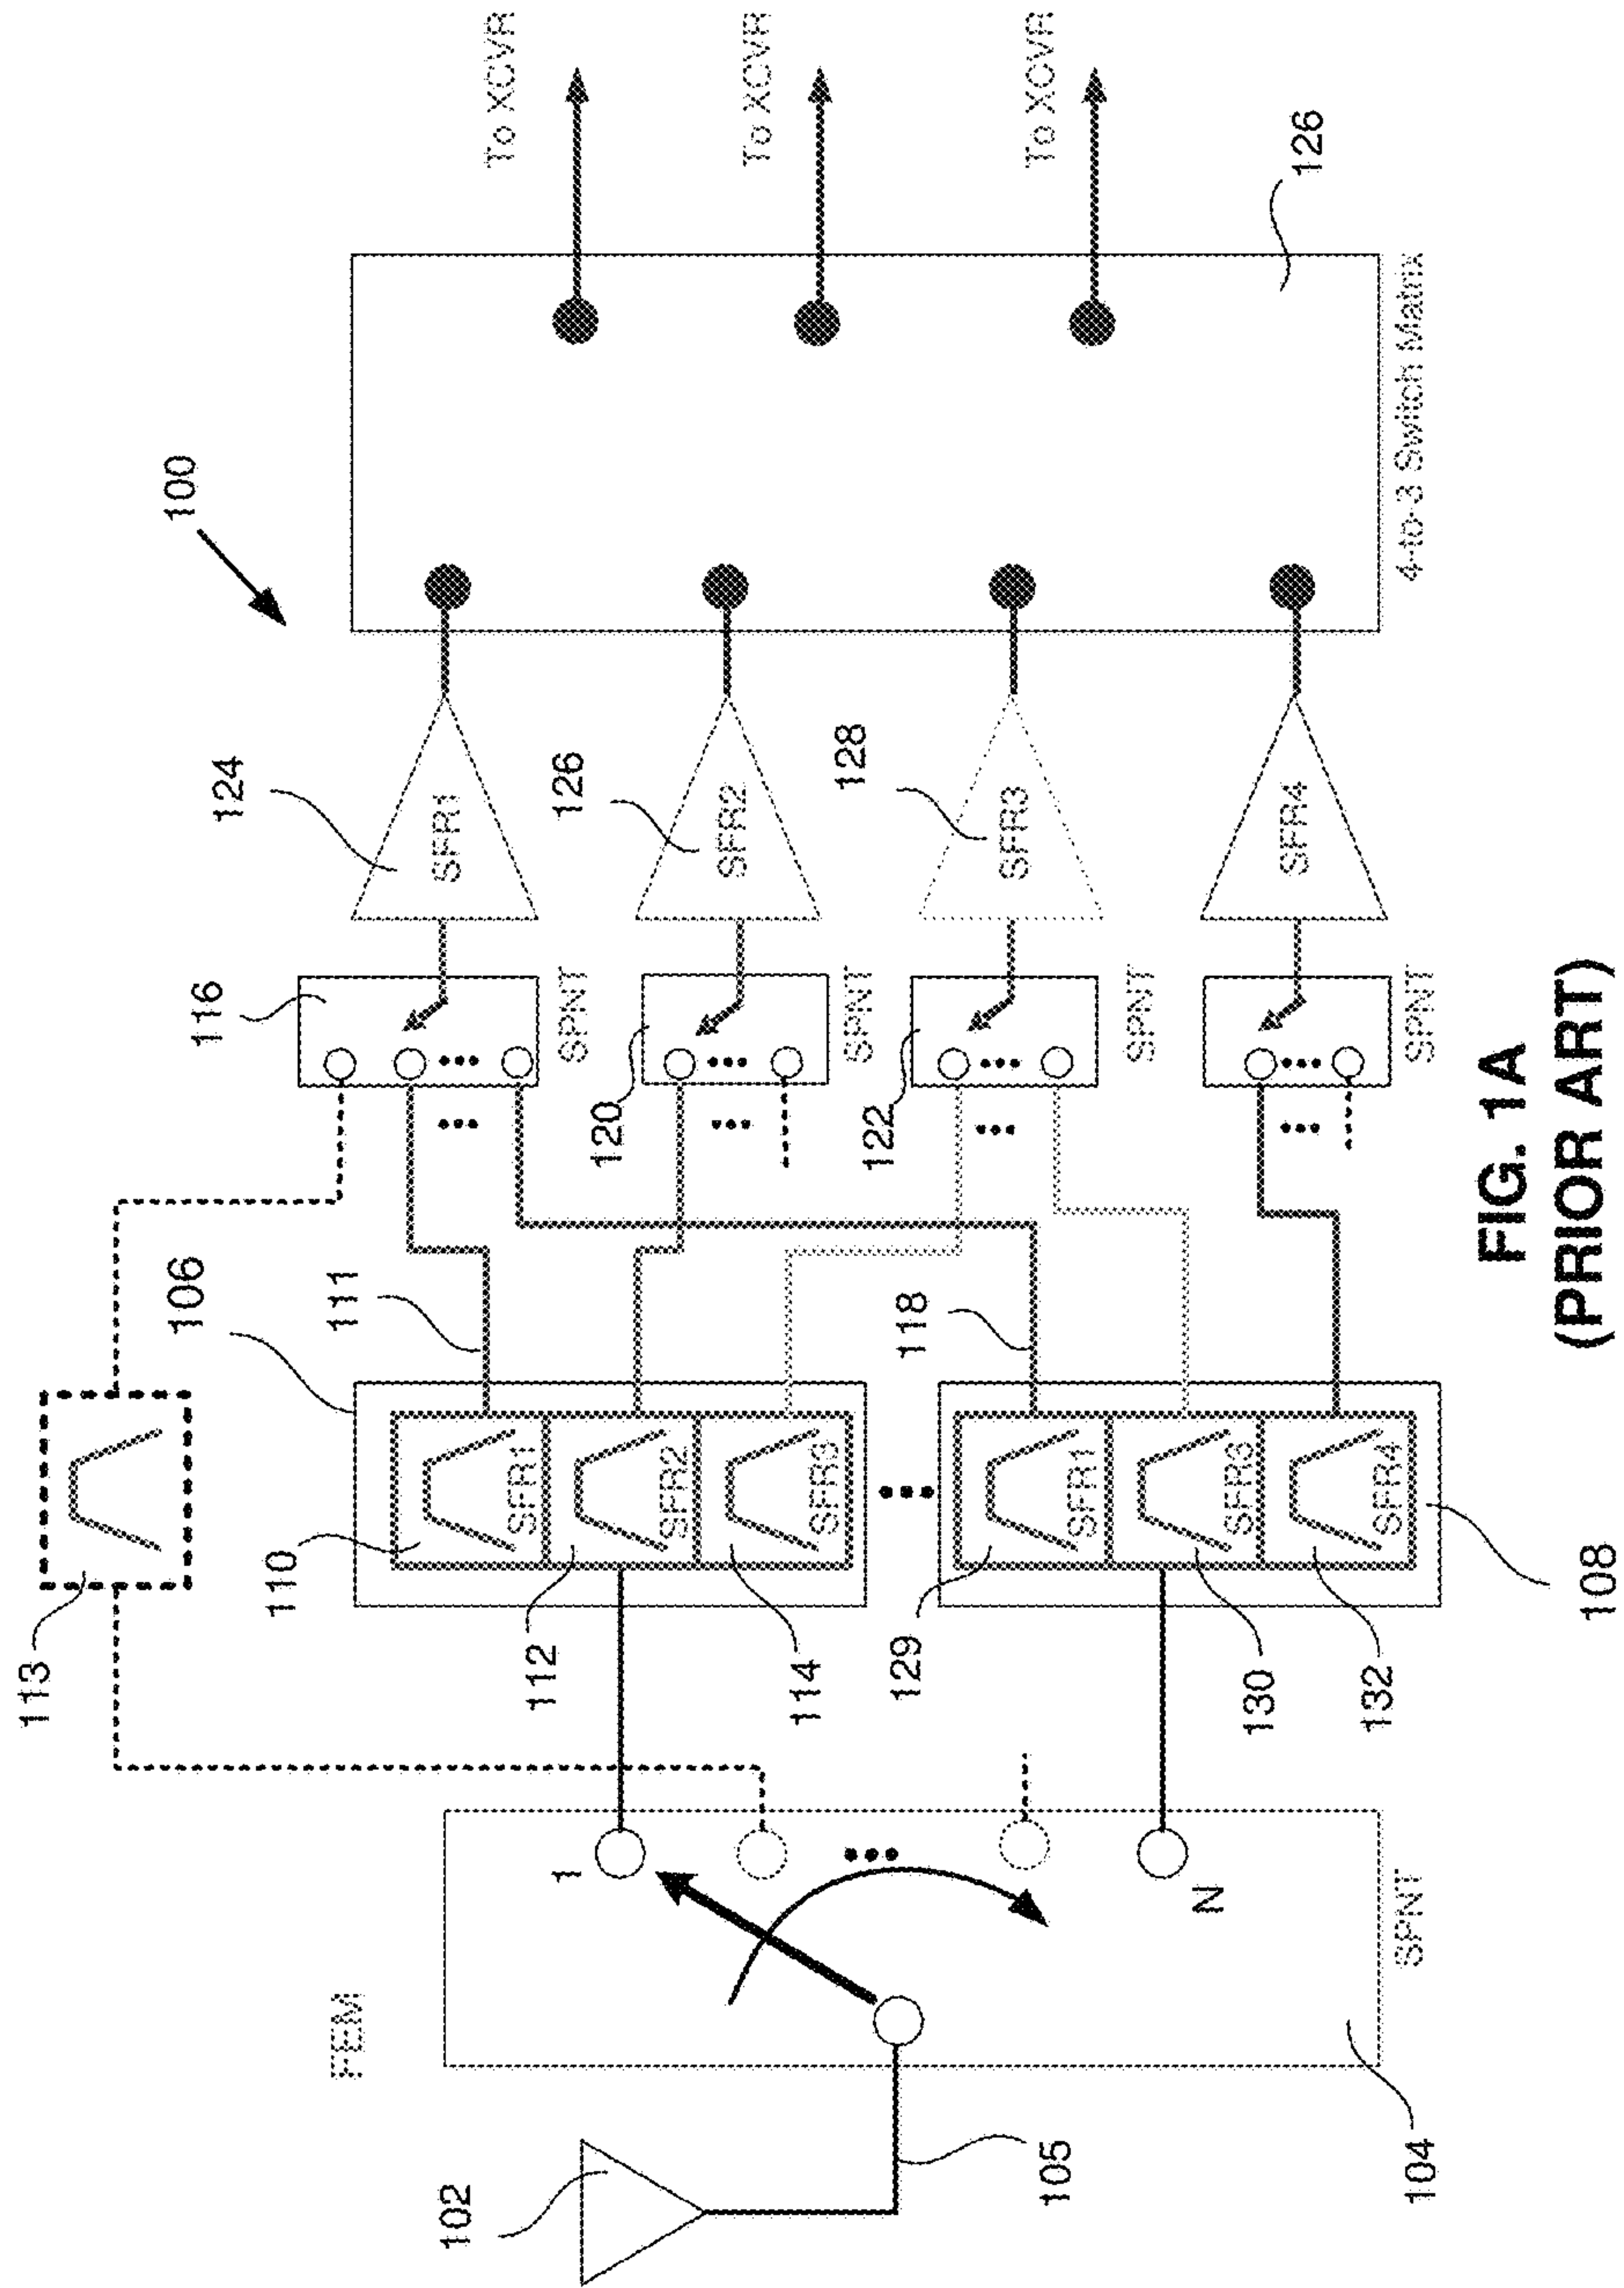 100
To XCVR
To XCVR
To XCVR
126
4-to-3 Switch Matrix
124
SFR1
126
SFR2
128
SFR3
SFR4
116
SPNT
120
SPNT
122
SPNT
SPNT
113
106
111
118
110
SFR1
112
SFR2
114
SFR3
129
SFR1
130
SFR3
132
SFR4
108
FEM
1
N
SPNT
104
102
105
FIG. 1A
(PRIOR ART)